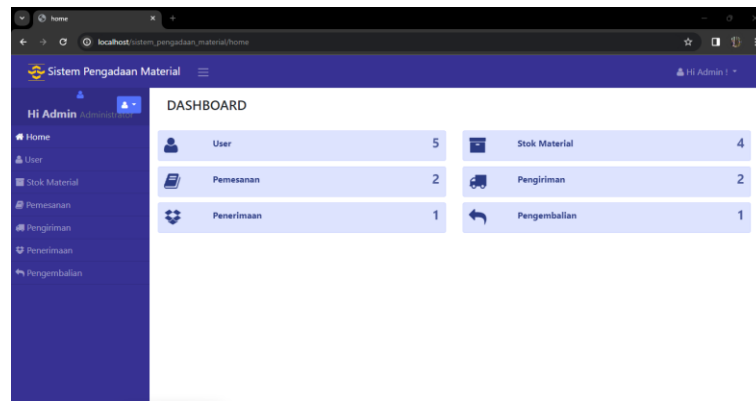 home
localhost/sistem_pengadaan_material/home
Sistem Pengadaan Material
Hi Admin !
Hi Admin Administrator
DASHBOARD
Home
User
Stok Material
Pemesanan
Pengiriman
Penerimaan
Pengembalian
User 5
Stok Material 4
Pemesanan 2
Pengiriman 2
Penerimaan 1
Pengembalian 1